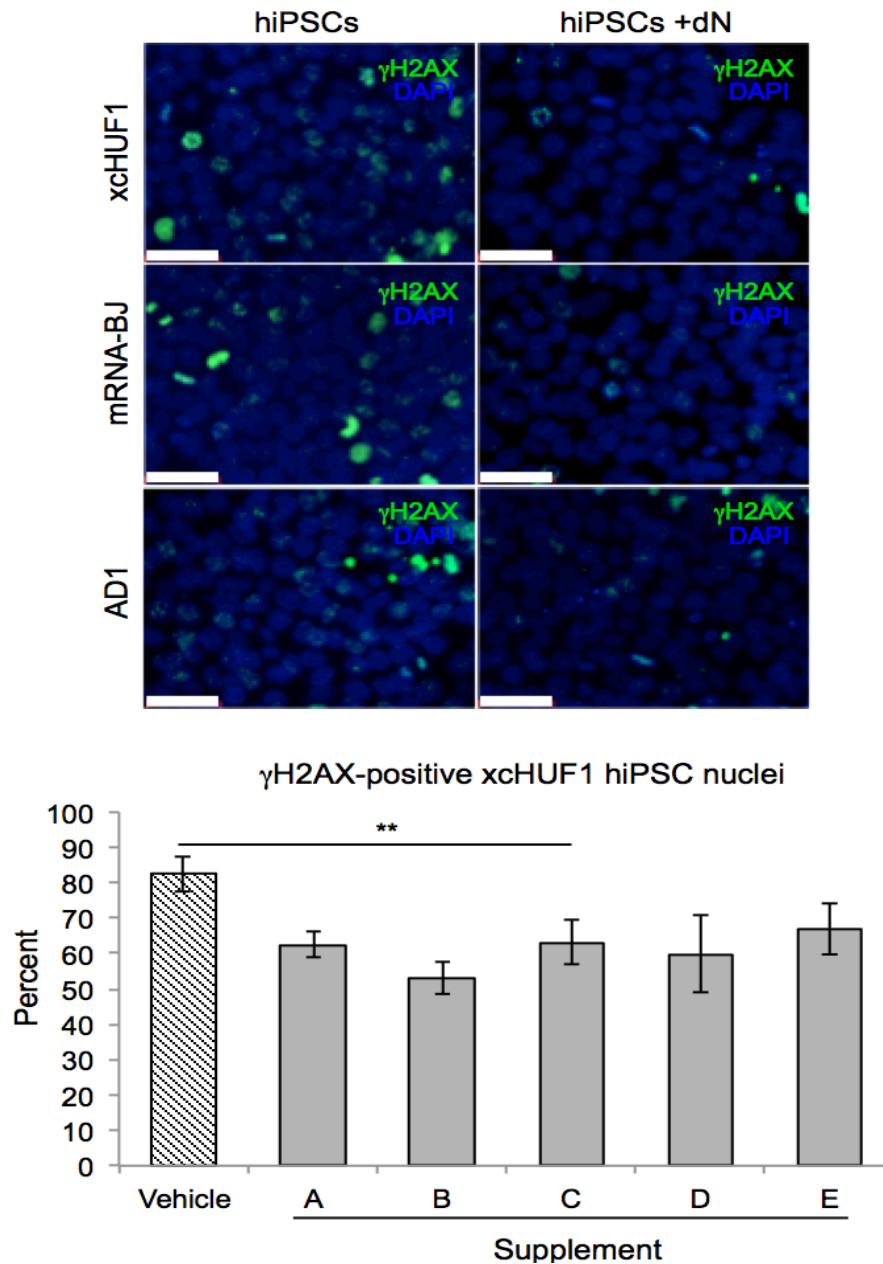 hiPSCs hiPSCs +dN
xcHUF1
γH2AX
DAPI
γH2AX
DAPI
mRNA-BJ
γH2AX
DAPI
γH2AX
DAPI
AD1
γH2AX
DAPI
γH2AX
DAPI
γH2AX-positive xcHUF1 hiPSC nuclei
Percent
100
90
80
70
60
50
40
30
20
10
0
**
Vehicle A B C D E
Supplement